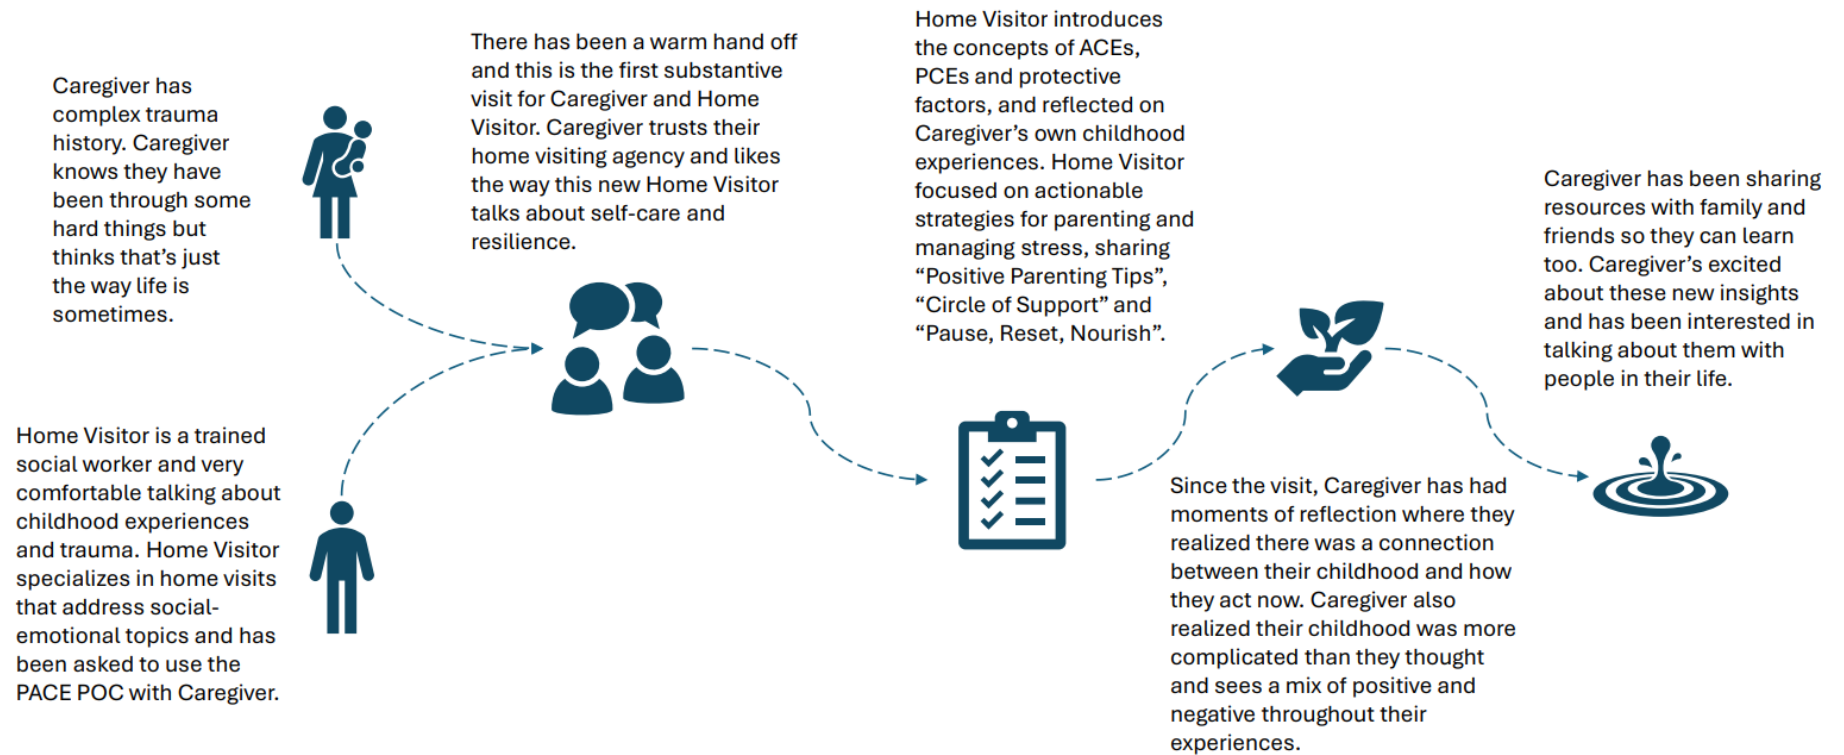 Caregiver has
complex trauma
history. Caregiver
knows they have
been through some
hard things but
thinks that’s just
the way life is
sometimes.
Home Visitor is a trained
social worker and very
comfortable talking about
childhood experiences
and trauma. Home Visitor
specializes in home visits
that address social-
emotional topics and has
been asked to use the
PACE POC with Caregiver.
There has been a warm hand off
and this is the first substantive
visit for Caregiver and Home
Visitor. Caregiver trusts their
home visiting agency and likes
the way this new Home Visitor
talks about self-care and
resilience.
Home Visitor introduces
the concepts of ACEs,
PCEs and protective
factors, and reflected on
Caregiver’s own childhood
experiences. Home Visitor
focused on actionable
strategies for parenting and
managing stress, sharing
“Positive Parenting Tips”,
“Circle of Support” and
“Pause, Reset, Nourish”.
Since the visit, Caregiver has had
moments of reflection where they
realized there was a connection
between their childhood and how
they act now. Caregiver also
realized their childhood was more
complicated than they thought
and sees a mix of positive and
negative throughout their
experiences.
Caregiver has been sharing
resources with family and
friends so they can learn
too. Caregiver’s excited
about these new insights
and has been interested in
talking about them with
people in their life.